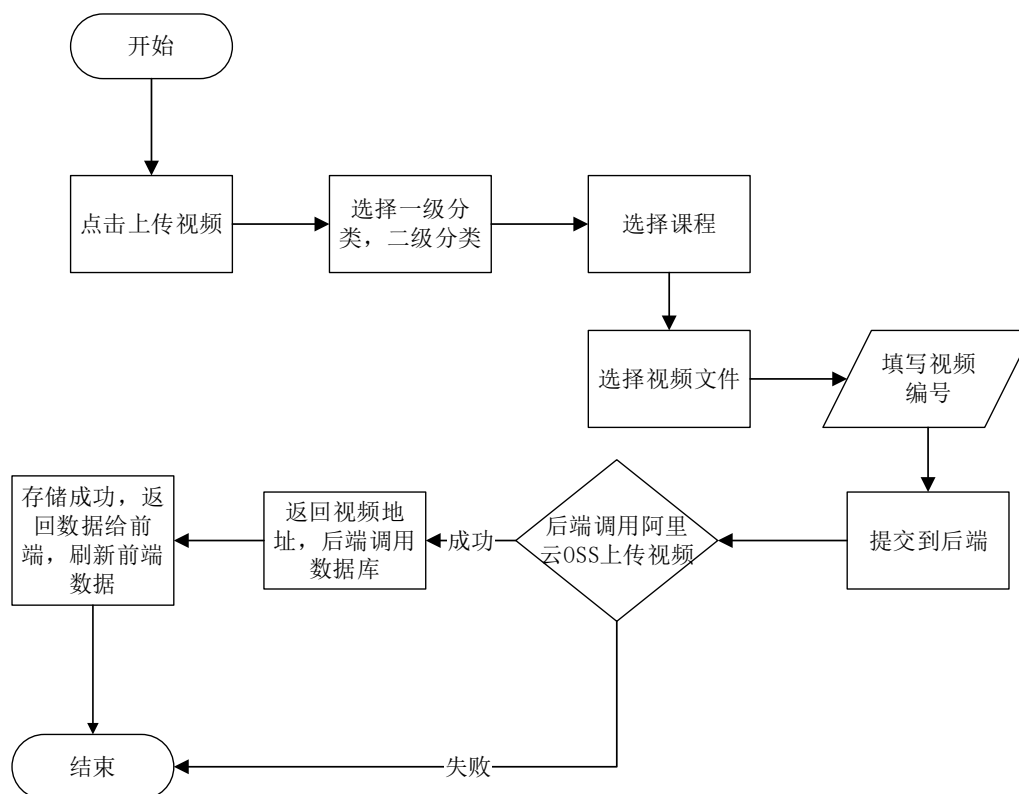 开始
点击上传视频
选择一级分
类，二级分类
选择课程
选择视频文件
填写视频
编号
存储成功，返
回数据给前
端，刷新前端
数据
返回视频地
址，后端调用
数据库
成功
后端调用阿里
云OSS上传视频
提交到后端
结束
失败